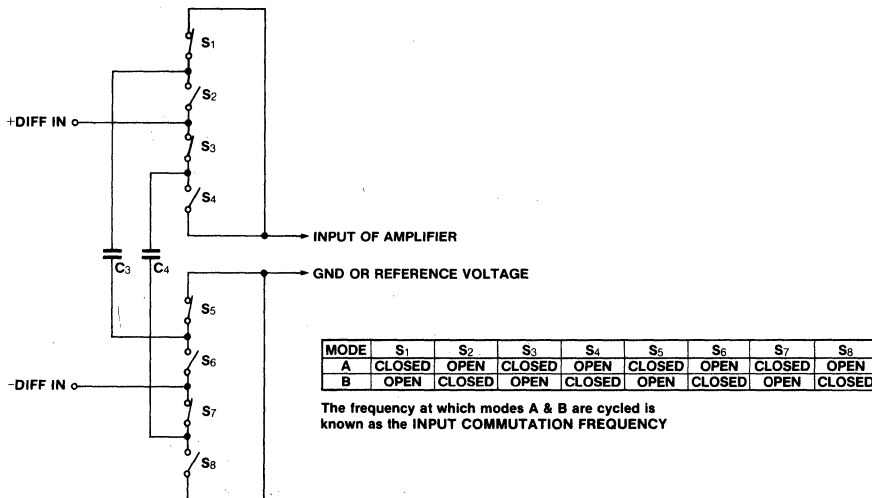 S1
S2
+DIFF IN
S3
S4
INPUT OF AMPLIFIER
C3
C4
GND OR REFERENCE VOLTAGE
S5
S6
-DIFF IN
S7
S8
MODE S1 S2 S3 S4 S5 S6 S7 S8
A CLOSED OPEN CLOSED OPEN CLOSED OPEN CLOSED OPEN
B OPEN CLOSED OPEN CLOSED OPEN CLOSED OPEN CLOSED
The frequency at which modes A & B are cycled is
known as the INPUT COMMUTATION FREQUENCY